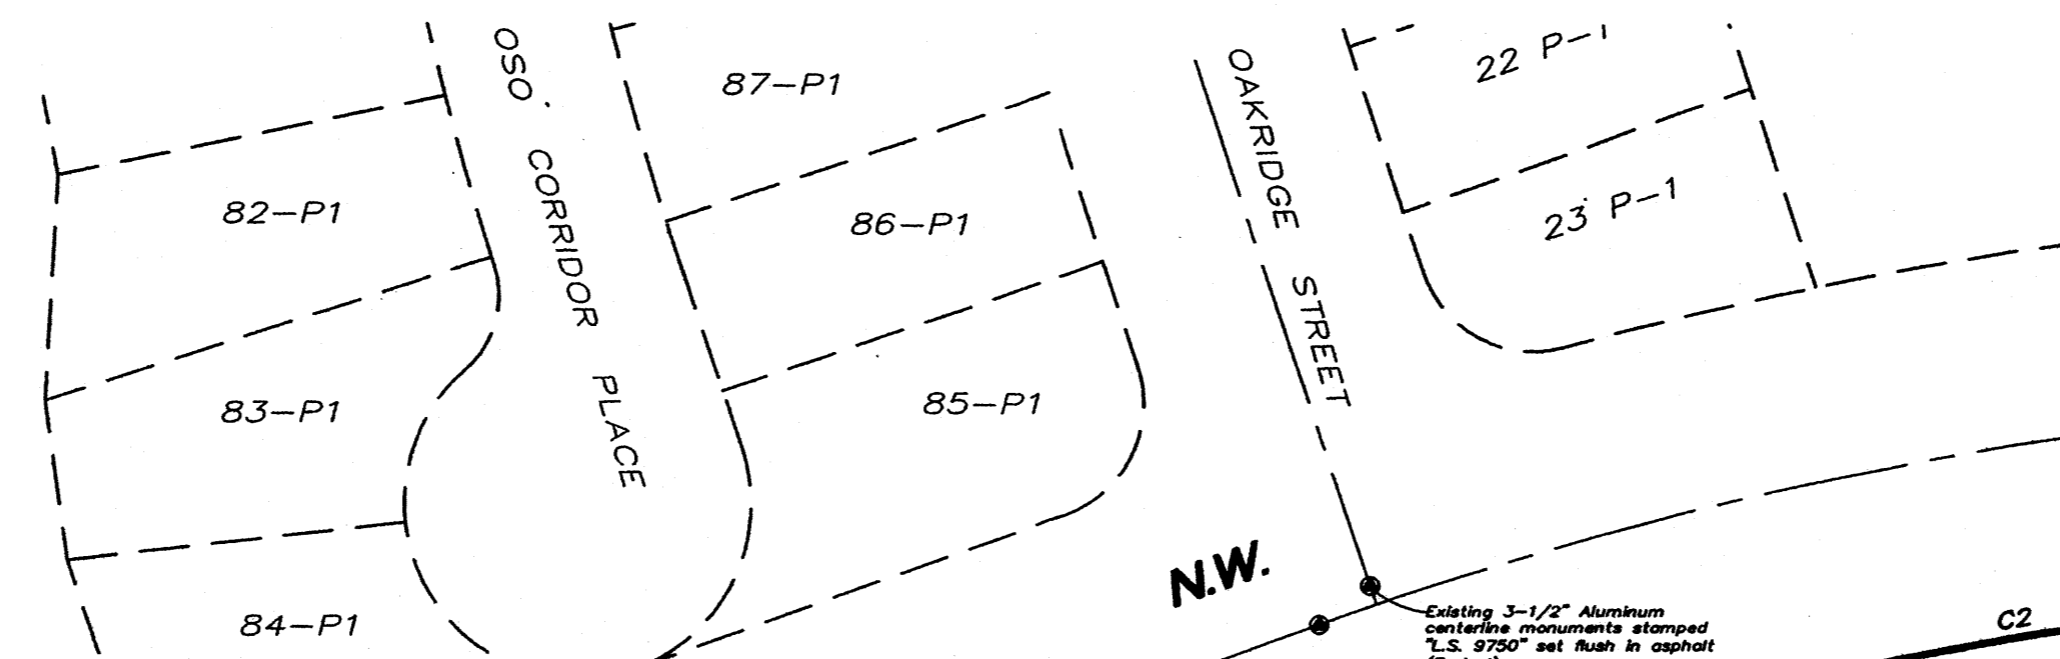 OSO CORRIDOR PLACE
87-P1
OAKRIDGE STREET
22 P-1
82-P1
86-P1
23 P-1
83-P1
85-P1
84-P1
N.W.
Existing 3-1/2" Aluminum
centerline monuments stamped
"L.S. 9750" set flush in asphalt
C2